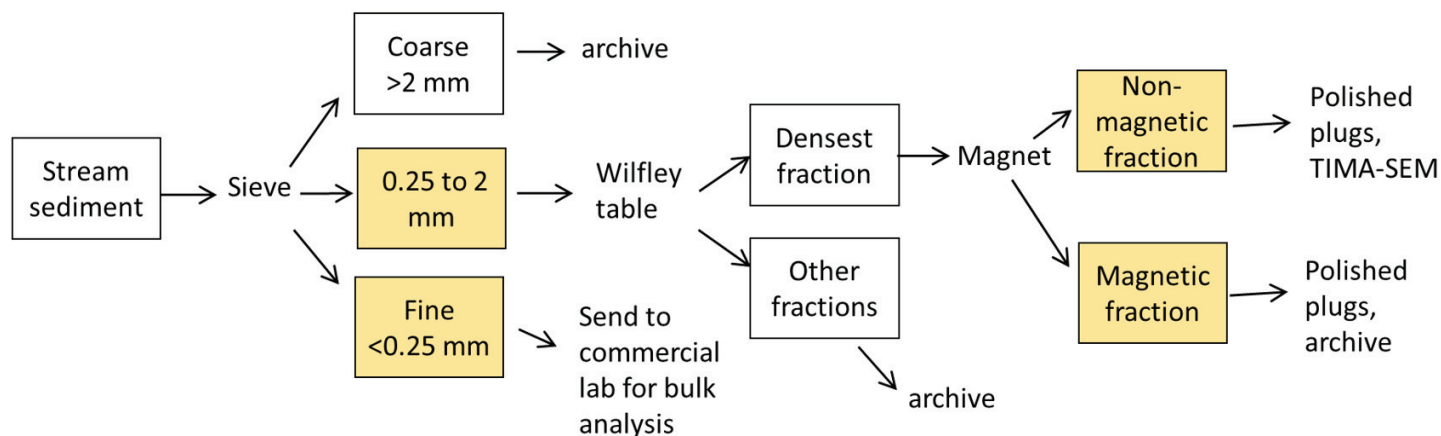 Stream
sediment
Sieve
Coarse
>2 mm
archive
0.25 to 2
mm
Wilfley
table
Fine
<0.25 mm
Send to
commercial
lab for bulk
analysis
Densest
fraction
Other
fractions
archive
Magnet
Non-
magnetic
fraction
Polished
plugs,
TIMA-SEM
Magnetic
fraction
Polished
plugs,
archive